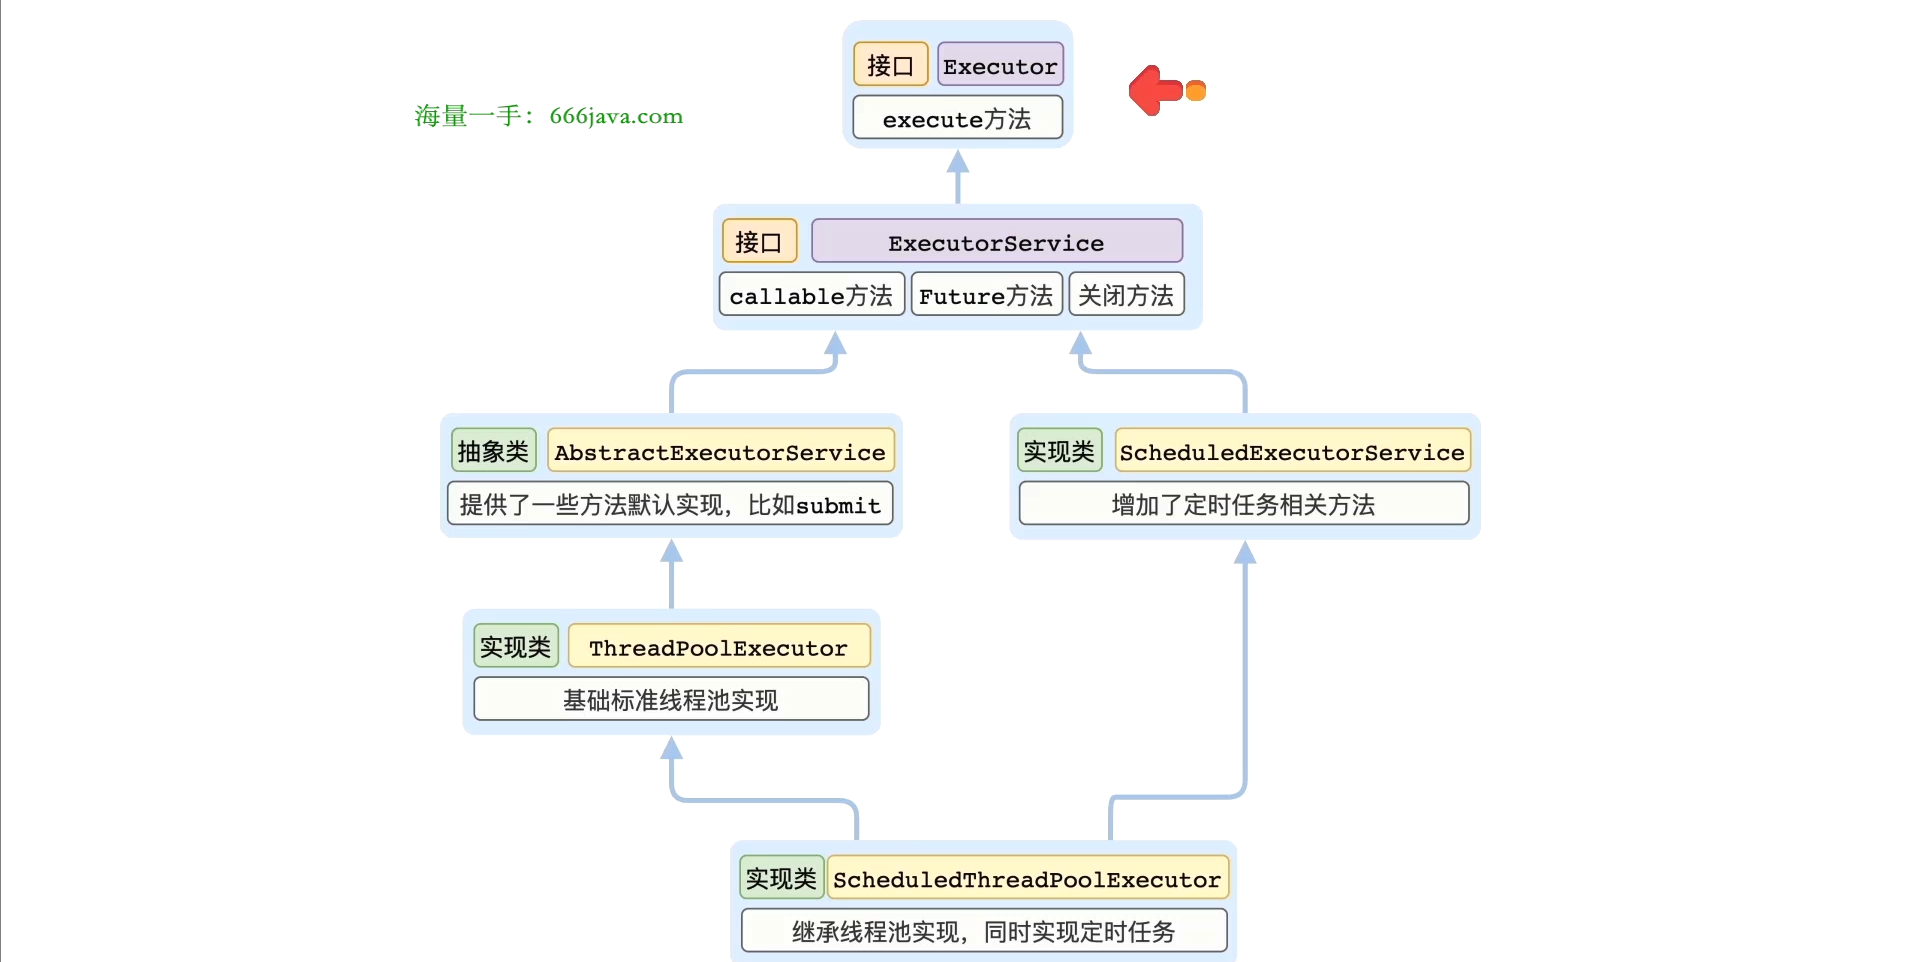 接口 Executor
海量一手：666java.com
execute方法
接口 ExecutorService
callable方法 Future方法 关闭方法
抽象类 AbstractExecutorService
提供了一些方法默认实现，比如submit
实现类 ScheduledExecutorService
增加了定时任务相关方法
实现类 ThreadPoolExecutor
基础标准线程池实现
实现类 ScheduledThreadPoolExecutor
继承线程池实现，同时实现定时任务